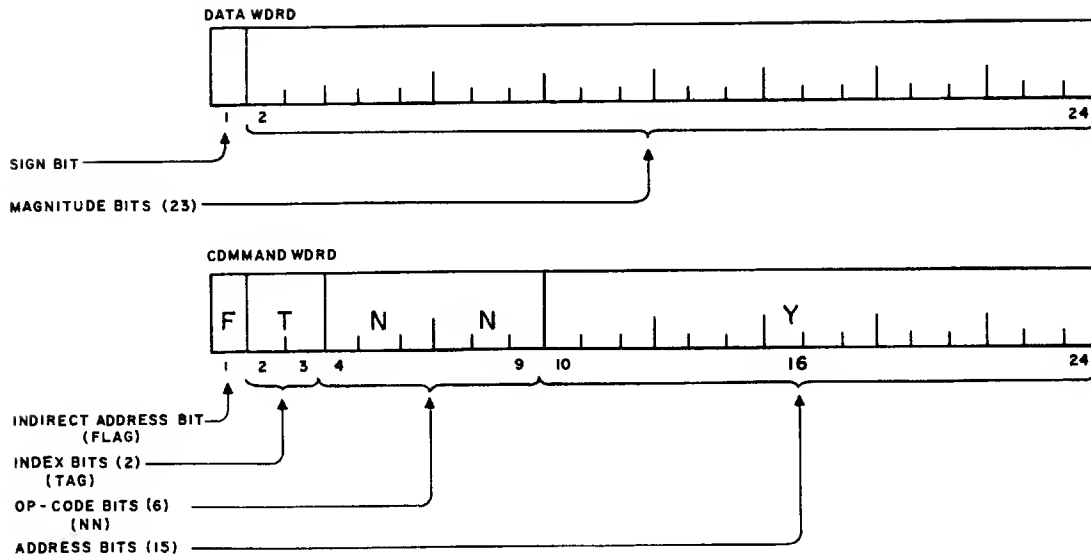 DATA WDRD
1 2 24
SIGN BIT
MAGNITUDE BITS (23)
CDMMAND WDRD
F T N N Y
1 2 3 4 9 10 16 24
INDIRECT ADDRESS BIT
(FLAG)
INDEX BITS (2)
(TAG)
OP-CODE BITS (6)
(NN)
ADDRESS BITS (15)